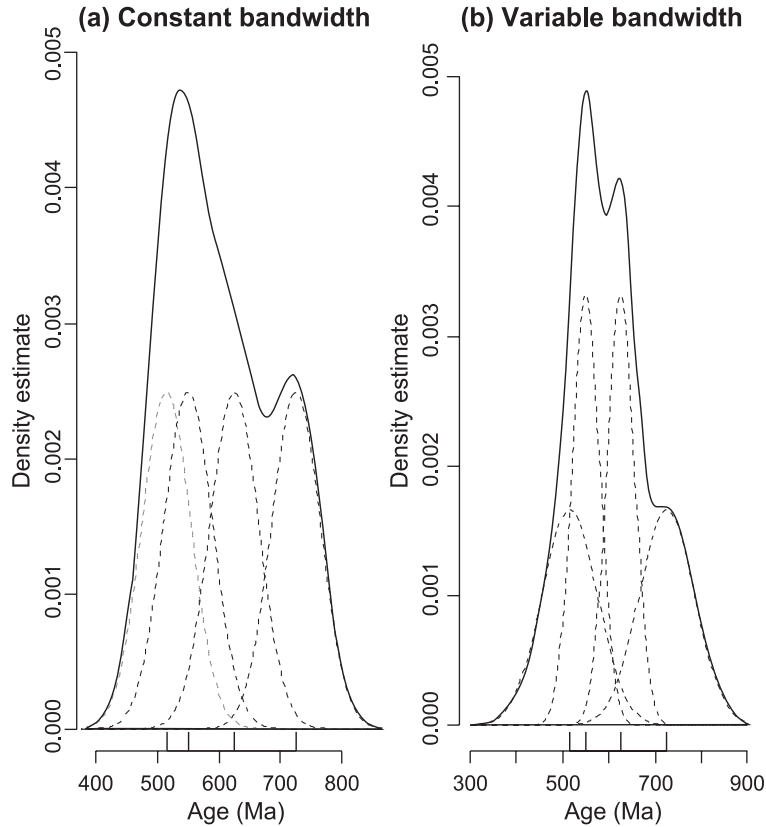 (a) Constant bandwidth
0.005
0.004
0.003
0.002
0.001
0.000
Density estimate
400 500 600 700 800
Age (Ma)
(b) Variable bandwidth
0.005
0.004
0.003
0.002
0.001
0.000
Density estimate
300 500 700 900
Age (Ma)